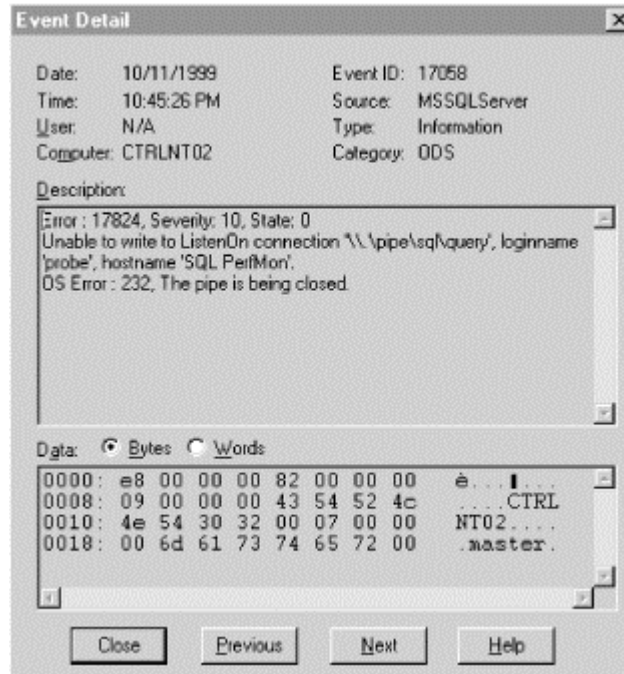 Event Detail
Date: 10/11/1999 Event ID: 17058
Time: 10:45:26 PM Source: MSSQLServer
User: N/A Type: Information
Computer: CTRLNT02 Category: ODS
Description:
Error : 17824, Severity: 10, State: 0
Unable to write to ListenOn connection '\\.\pipe\sql\query', loginname
'probe', hostname 'SQL PerfMon'.
OS Error : 232, The pipe is being closed.
Data: Bytes Words
0000: e8 00 00 00 82 00 00 00 è...▮...
0008: 09 00 00 00 43 54 52 4c ....CTRL
0010: 4e 54 30 32 00 07 00 00 NT02....
0018: 00 6d 61 73 74 65 72 00 .master.
Close Previous Next Help